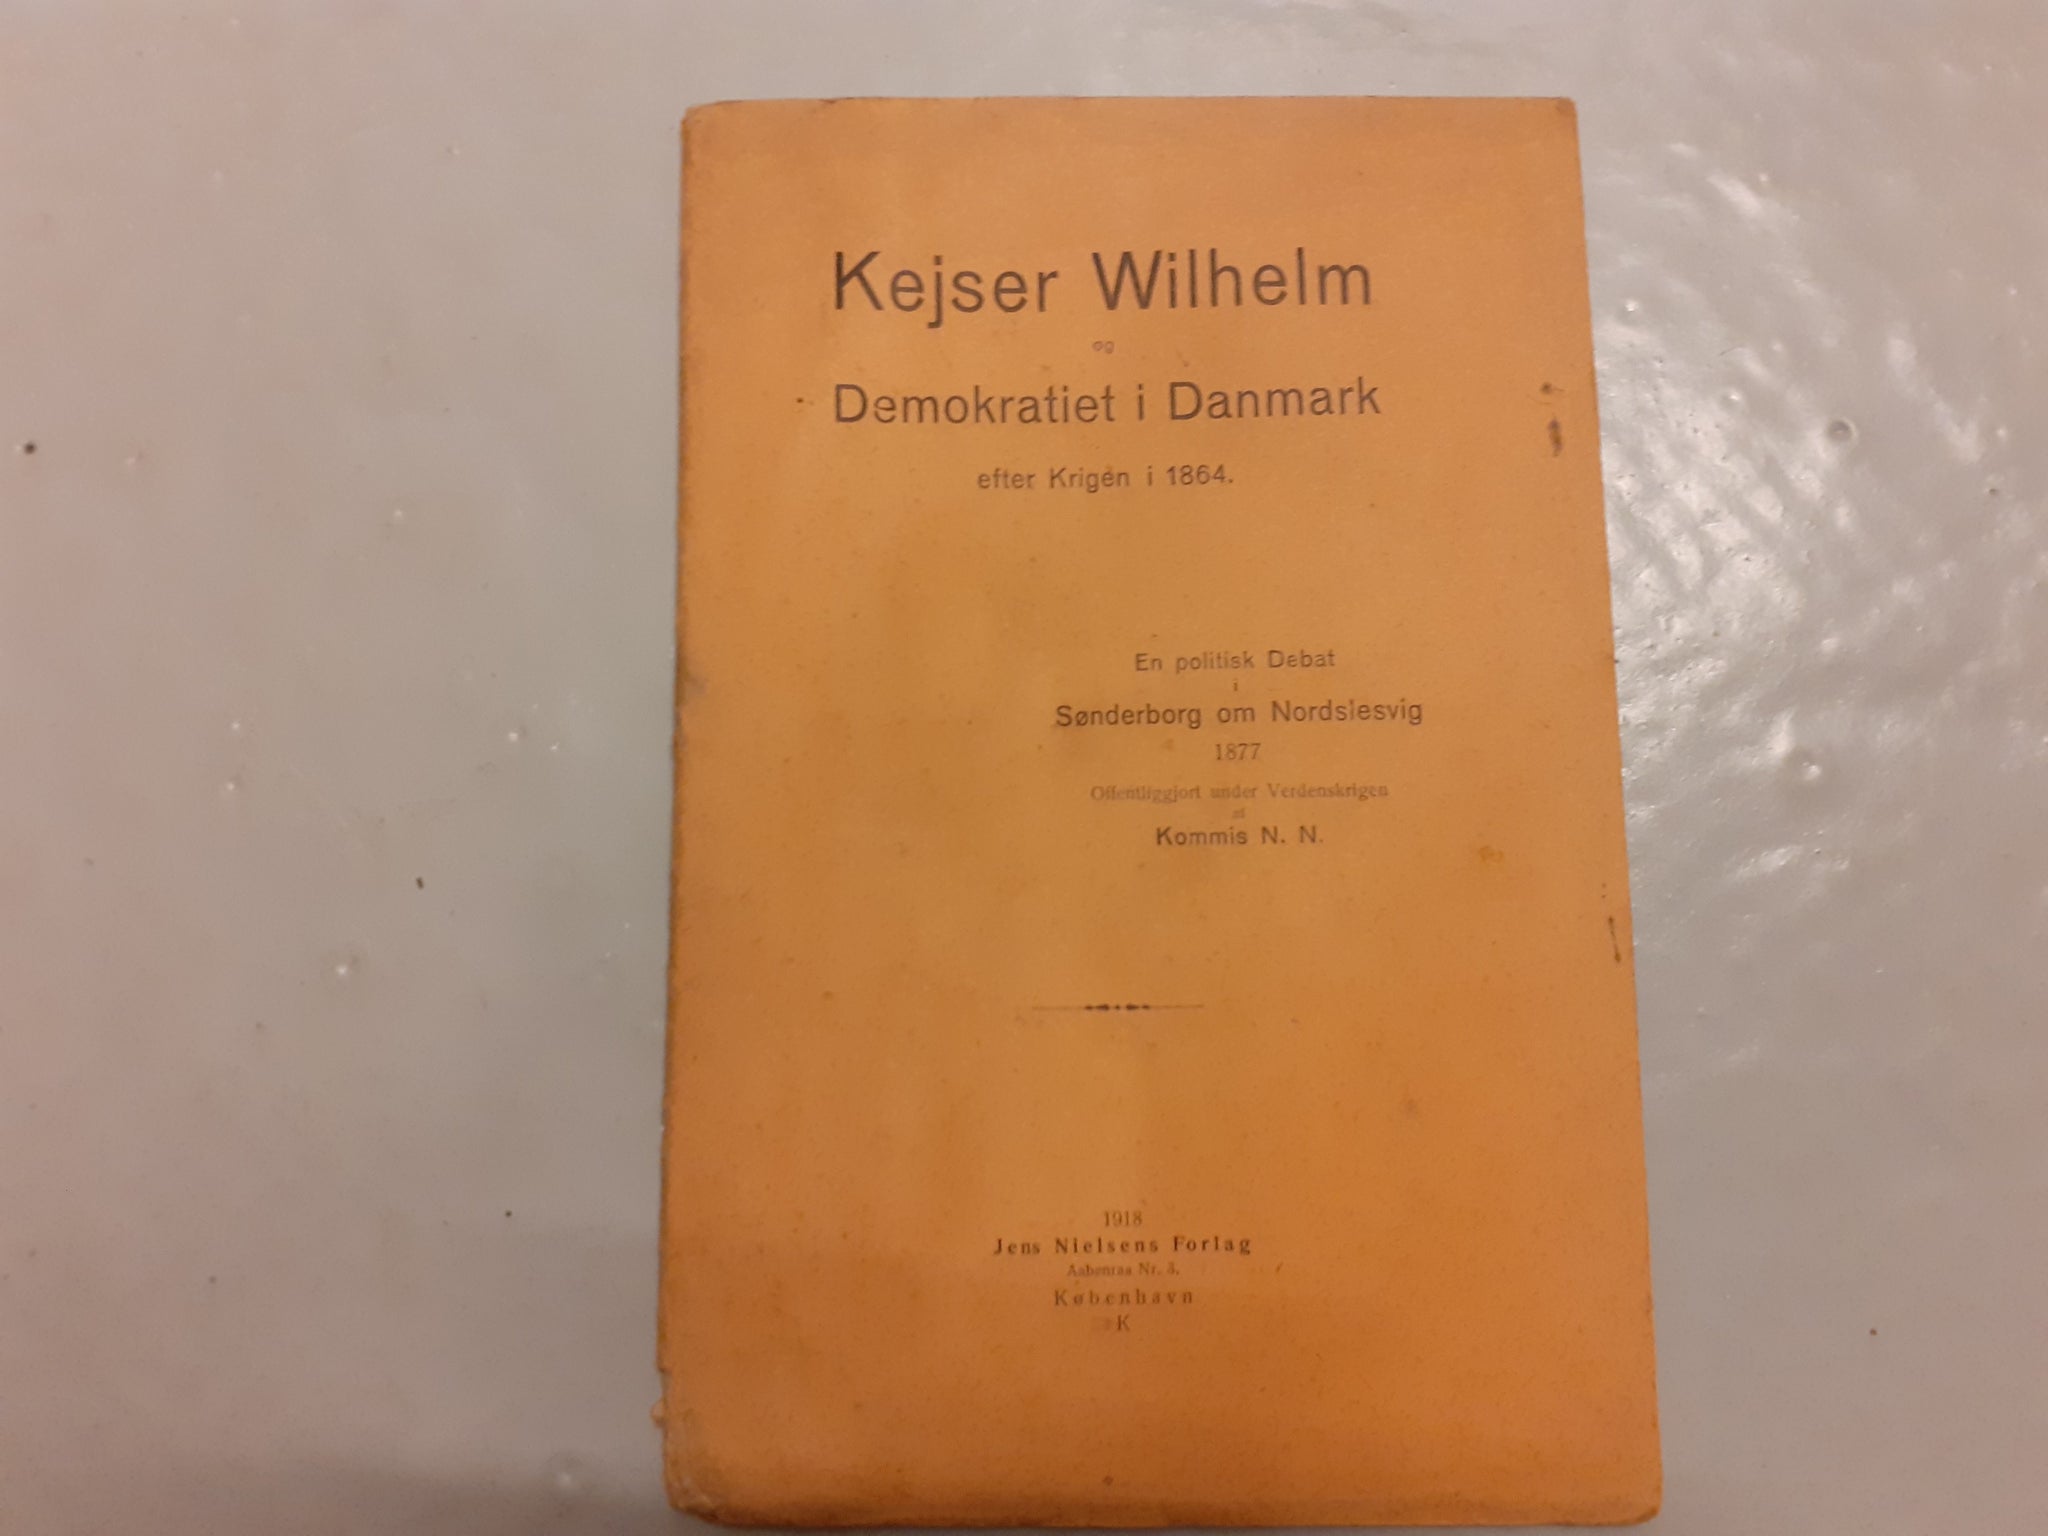 Kejser Wilhelm
og
Demokratiet i Danmark
efter Krigen i 1864.
En politisk Debat
i
Sønderborg om Nordslesvig
1877
Offentliggjort under Verdenskrigen
af
Kommis N. N.
1918
Jens Nielsens Forlag
Aabenraa Nr. 3.
København
K